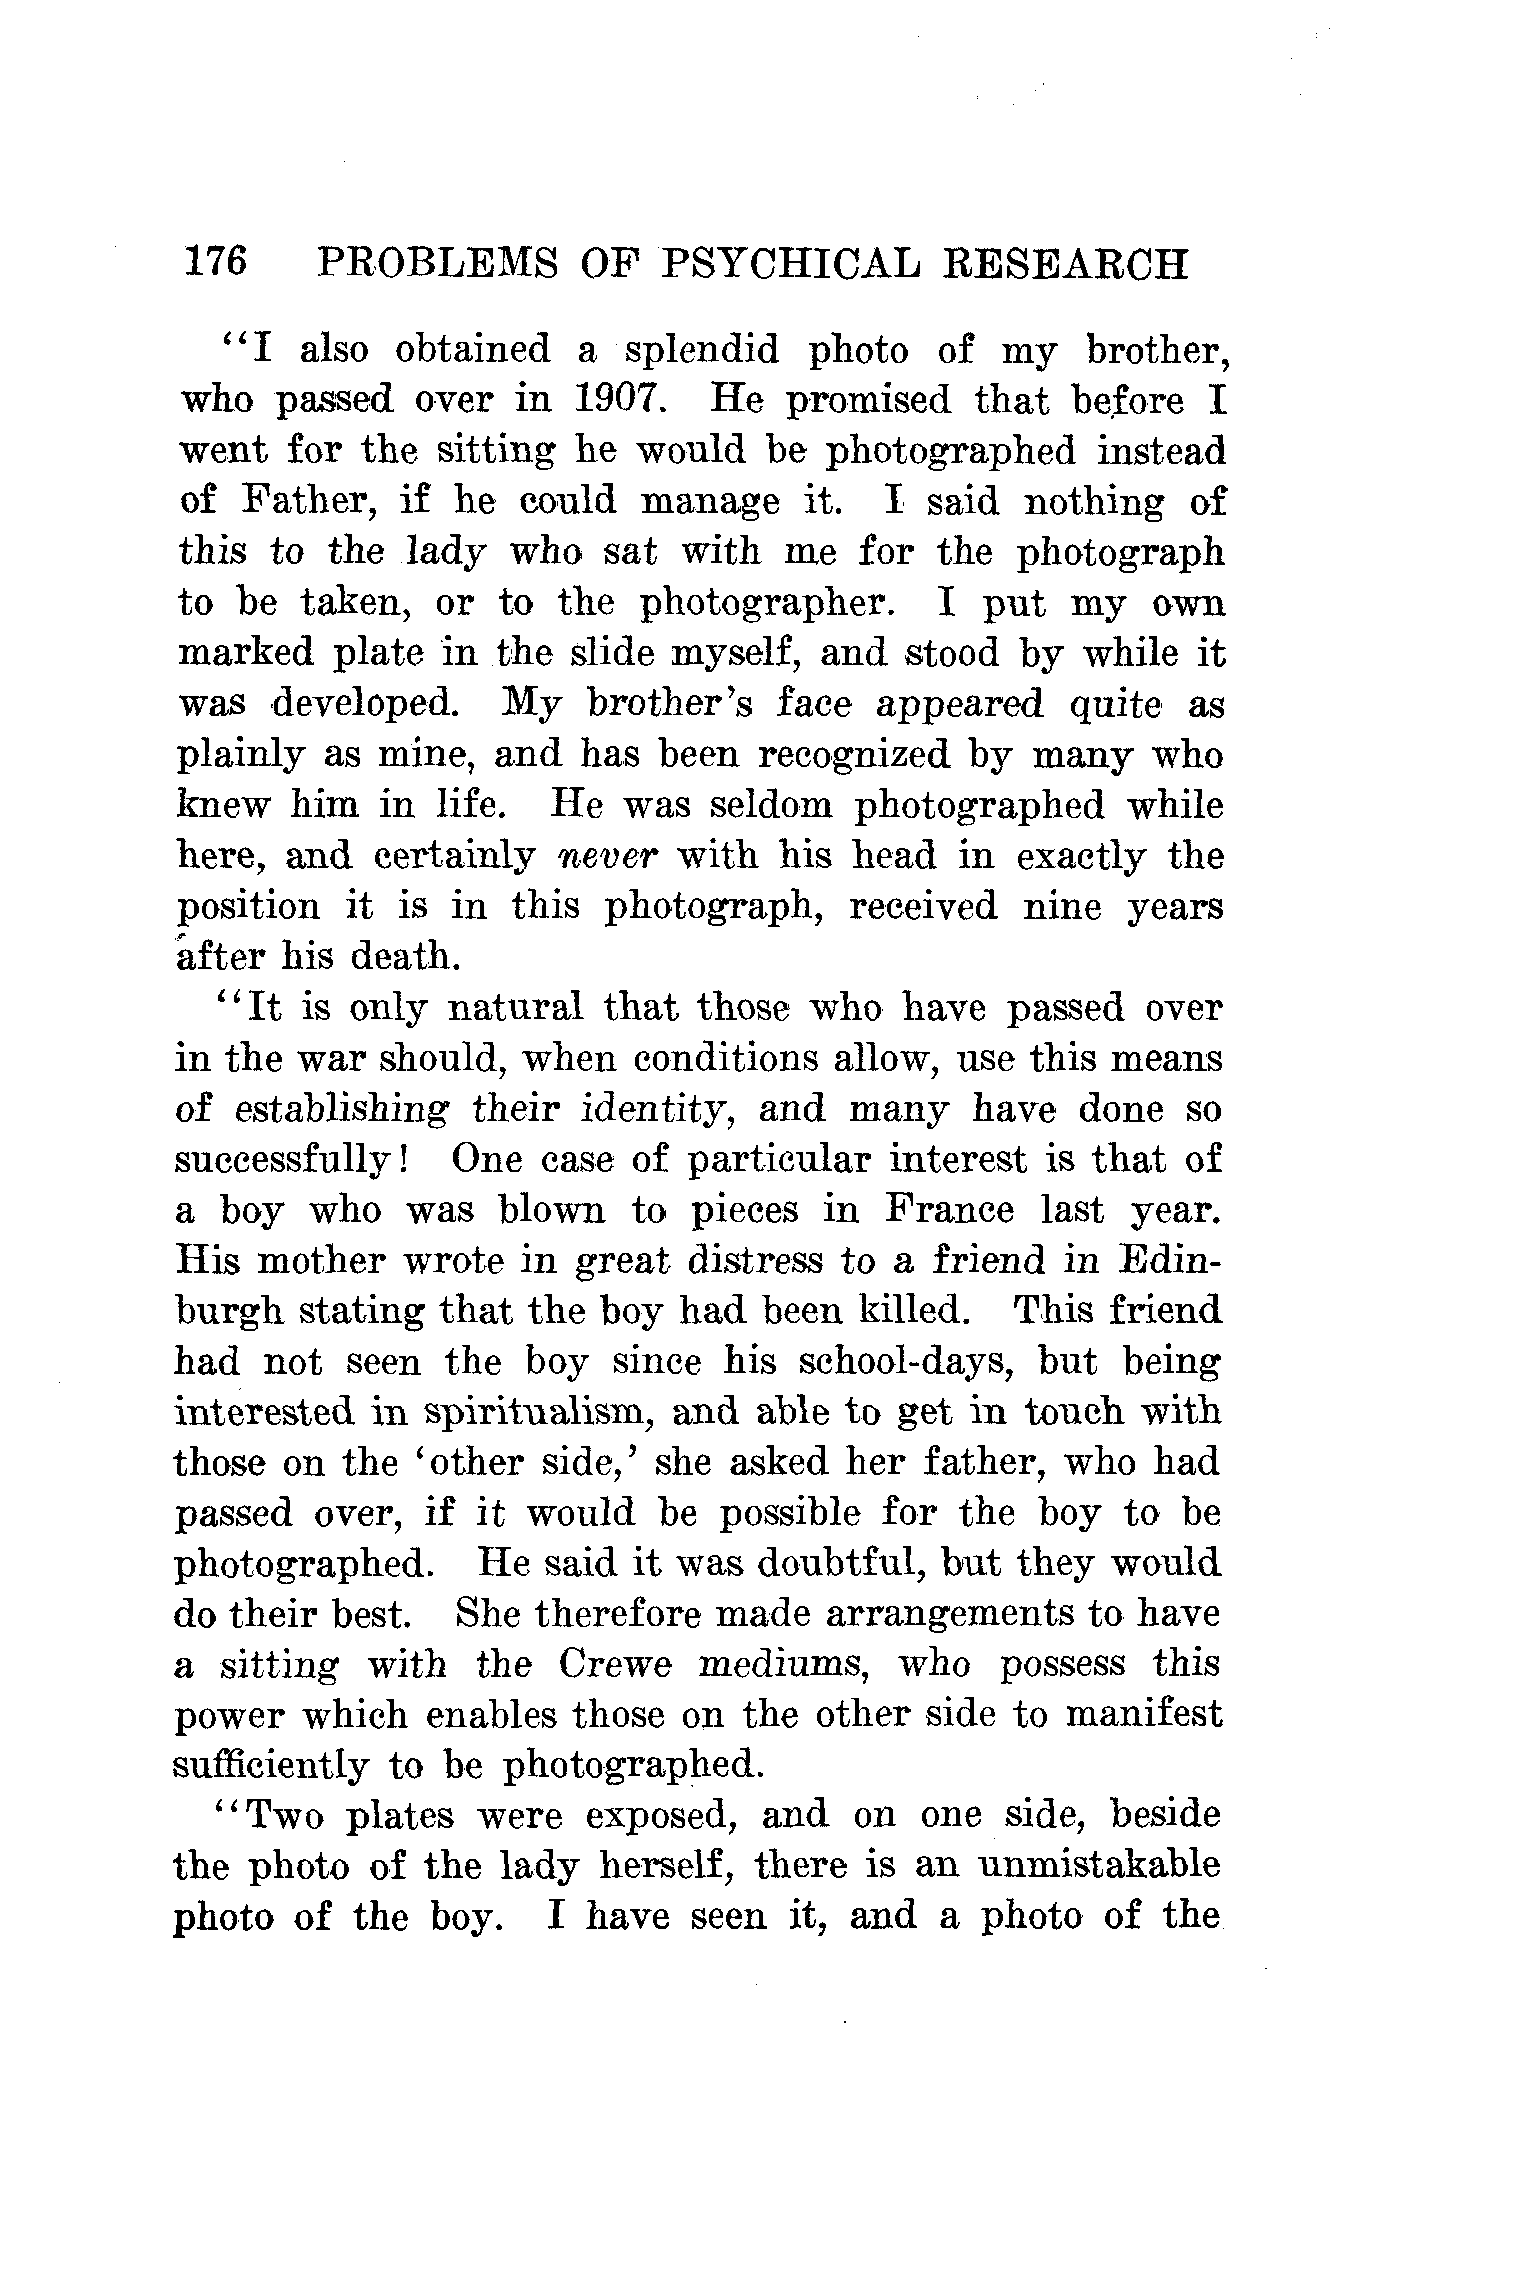 176 PROBLEMS OF PSYCHICAL RESEARCH
“I also obtained a splendid photo of my brother,
who passed over in 1907. He promised that before I
went for the sitting he would be photographed instead
of Father, if he could manage it. I said nothing of
this to the lady who sat with me for the photograph
to be taken, or to the photographer. I put my own
marked plate in the slide myself, and stood by while it
was developed. My brother’s face appeared quite as
plainly as mine, and has been recognized by many who
knew him in life. He was seldom photographed while
here, and certainly never with his head in exactly the
position it is in this photograph, received nine years
after his death.
“It is only natural that those who have passed over
in the war should, when conditions allow, use this means
of establishing their identity, and many have done so
successfully! One case of particular interest is that of
a boy who was blown to pieces in France last year.
His mother wrote in great distress to a friend in Edin-
burgh stating that the boy had been killed. This friend
had not seen the boy since his school-days, but being
interested in spiritualism, and able to get in touch with
those on the ‘other side,’ she asked her father, who had
passed over, if it would be possible for the boy to be
photographed. He said it was doubtful, but they would
do their best. She therefore made arrangements to have
a sitting with the Crewe mediums, who possess this
power which enables those on the other side to manifest
sufficiently to be photographed.
“Two plates were exposed, and on one side, beside
the photo of the lady herself, there is an unmistakable
photo of the boy. I have seen it, and a photo of the